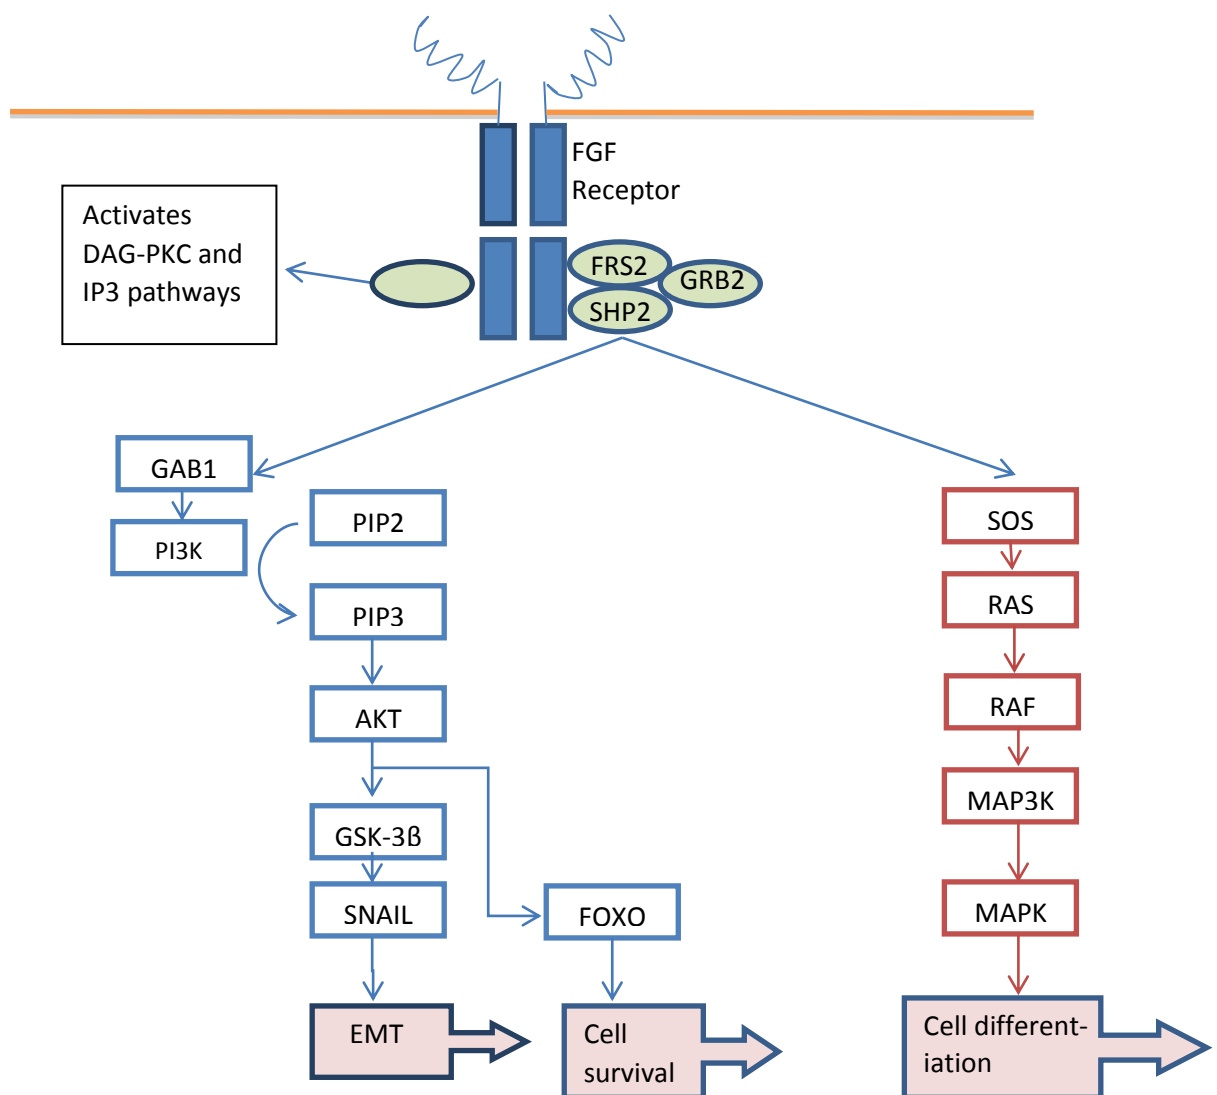 FGF
Receptor
Activates
DAG-PKC and
IP3 pathways
FRS2
GRB2
SHP2
GAB1
PI3K
PIP2
PIP3
AKT
GSK-3ß
SNAIL
FOXO
EMT
Cell
survival
SOS
RAS
RAF
MAP3K
MAPK
Cell different-
iation